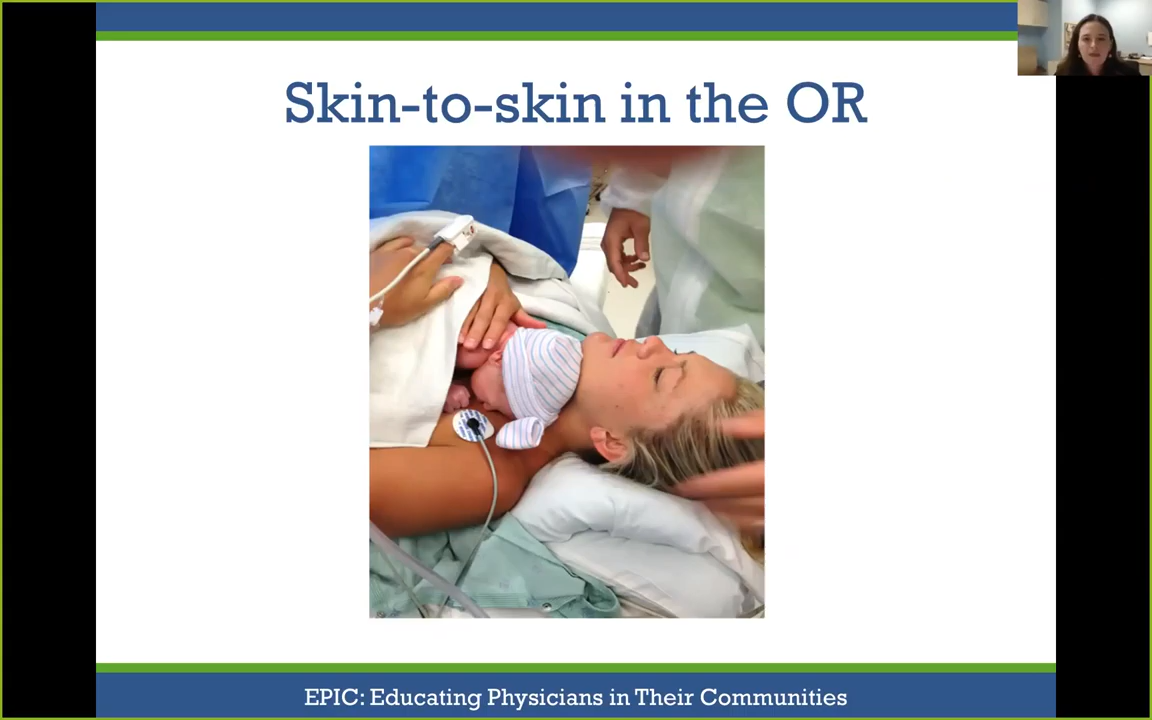 Skin-to-skin in the OR
EPIC: Educating Physicians in Their Communities